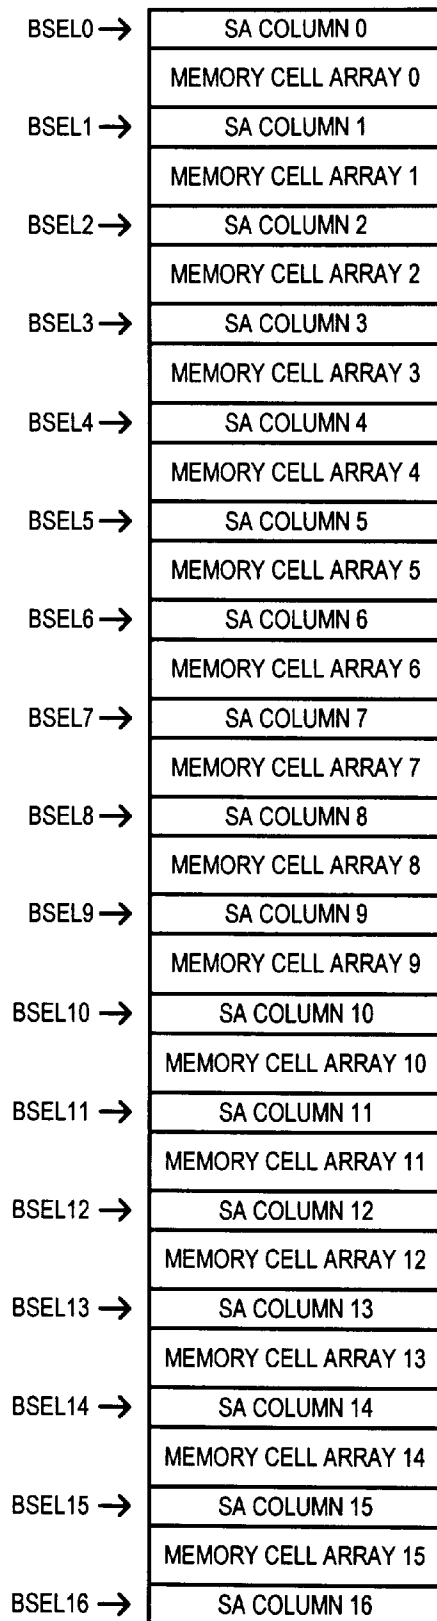 BSEL0 → SA COLUMN 0
MEMORY CELL ARRAY 0
BSEL1 → SA COLUMN 1
MEMORY CELL ARRAY 1
BSEL2 → SA COLUMN 2
MEMORY CELL ARRAY 2
BSEL3 → SA COLUMN 3
MEMORY CELL ARRAY 3
BSEL4 → SA COLUMN 4
MEMORY CELL ARRAY 4
BSEL5 → SA COLUMN 5
MEMORY CELL ARRAY 5
BSEL6 → SA COLUMN 6
MEMORY CELL ARRAY 6
BSEL7 → SA COLUMN 7
MEMORY CELL ARRAY 7
BSEL8 → SA COLUMN 8
MEMORY CELL ARRAY 8
BSEL9 → SA COLUMN 9
MEMORY CELL ARRAY 9
BSEL10 → SA COLUMN 10
MEMORY CELL ARRAY 10
BSEL11 → SA COLUMN 11
MEMORY CELL ARRAY 11
BSEL12 → SA COLUMN 12
MEMORY CELL ARRAY 12
BSEL13 → SA COLUMN 13
MEMORY CELL ARRAY 13
BSEL14 → SA COLUMN 14
MEMORY CELL ARRAY 14
BSEL15 → SA COLUMN 15
MEMORY CELL ARRAY 15
BSEL16 → SA COLUMN 16